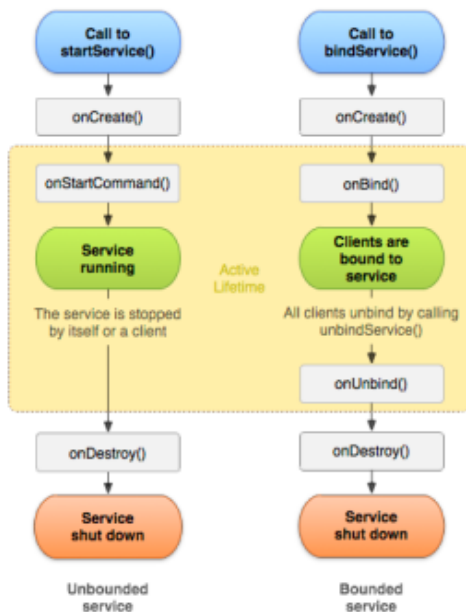 Call to
startService()
onCreate()
onStartCommand()
Service
running
The service is stopped
by itself or a client
onDestroy()
Service
shut down
Unbounded
service
Active
Lifetime
Call to
bindService()
onCreate()
onBind()
Clients are
bound to
service
All clients unbind by calling
unbindService()
onUnbind()
onDestroy()
Service
shut down
Bounded
service